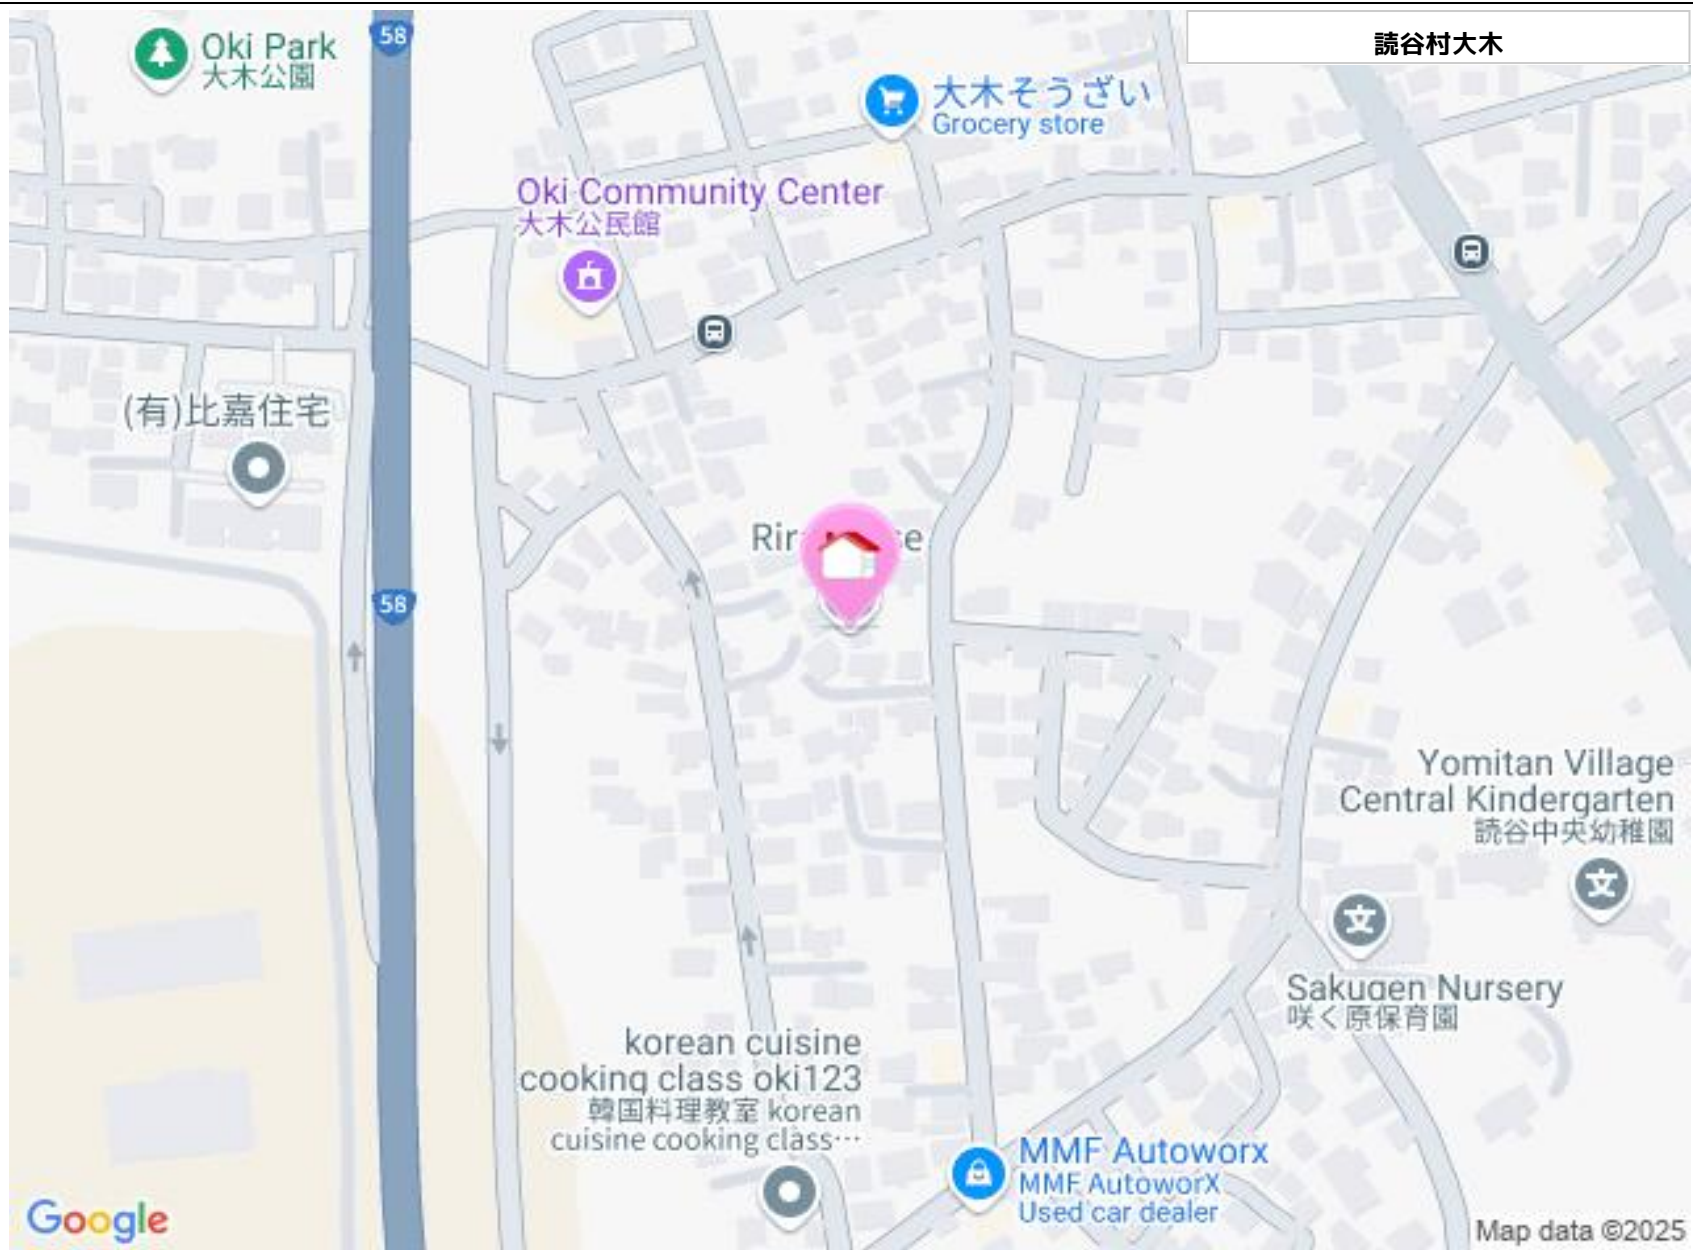 読谷村大木
Oki Park
大木公園
58
大木そうざい
Grocery store
Oki Community Center
大木公民館
(有)比嘉住宅
58
Yomitan Village
Central Kindergarten
読谷中央幼稚園
Sakugen Nursery
咲く原保育園
korean cuisine
cooking class oki123
韓国料理教室 korean
cuisine cooking class…
MMF Autoworx
MMF AutoworX
Used car dealer
Google
Map data ©2025